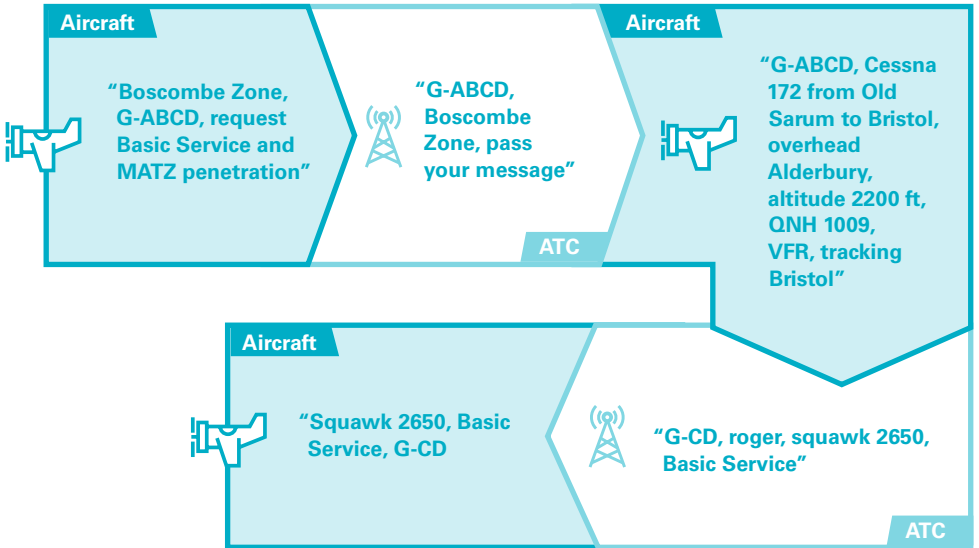 Aircraft
“Boscombe Zone,
G-ABCD, request
Basic Service and
MATZ penetration”
“G-ABCD,
Boscombe
Zone, pass
your message”
ATC
Aircraft
“G-ABCD, Cessna
172 from Old
Sarum to Bristol,
overhead
Alderbury,
altitude 2200 ft,
QNH 1009,
VFR, tracking
Bristol”
“G-CD, roger, squawk 2650,
Basic Service”
ATC
Aircraft
“Squawk 2650, Basic
Service, G-CD